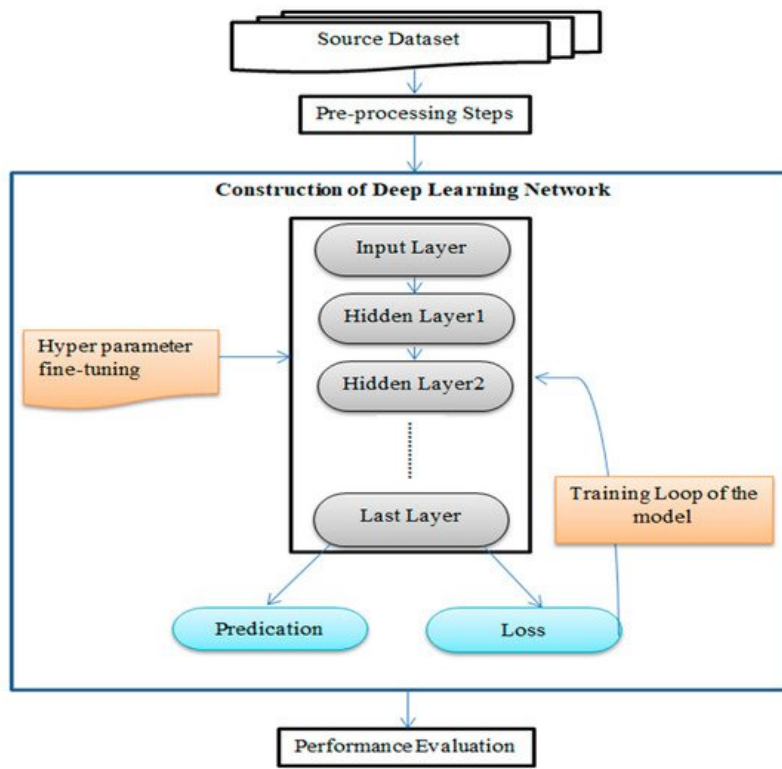 Source Dataset
Pre-processing Steps
Construction of Deep Learning Network
Input Layer
Hidden Layer1
Hyper parameter
fine-tuning
Hidden Layer2
Last Layer
Training Loop of the
model
Predication
Loss
Performance Evaluation